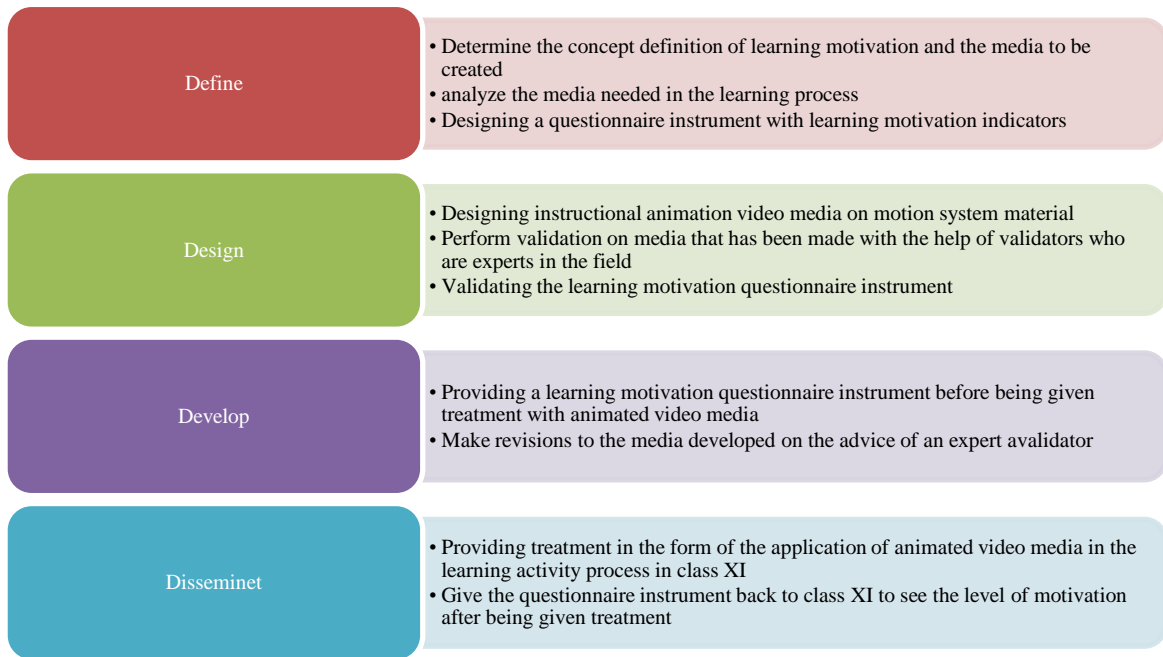 Define
• Determine the concept definition of learning motivation and the media to be
created
• analyze the media needed in the learning process
• Designing a questionnaire instrument with learning motivation indicators
Design
• Designing instructional animation video media on motion system material
• Perform validation on media that has been made with the help of validators who
are experts in the field
• Validating the learning motivation questionnaire instrument
Develop
• Providing a learning motivation questionnaire instrument before being given
treatment with animated video media
• Make revisions to the media developed on the advice of an expert avalidator
Disseminet
• Providing treatment in the form of the application of animated video media in the
learning activity process in class XI
• Give the questionnaire instrument back to class XI to see the level of motivation
after being given treatment